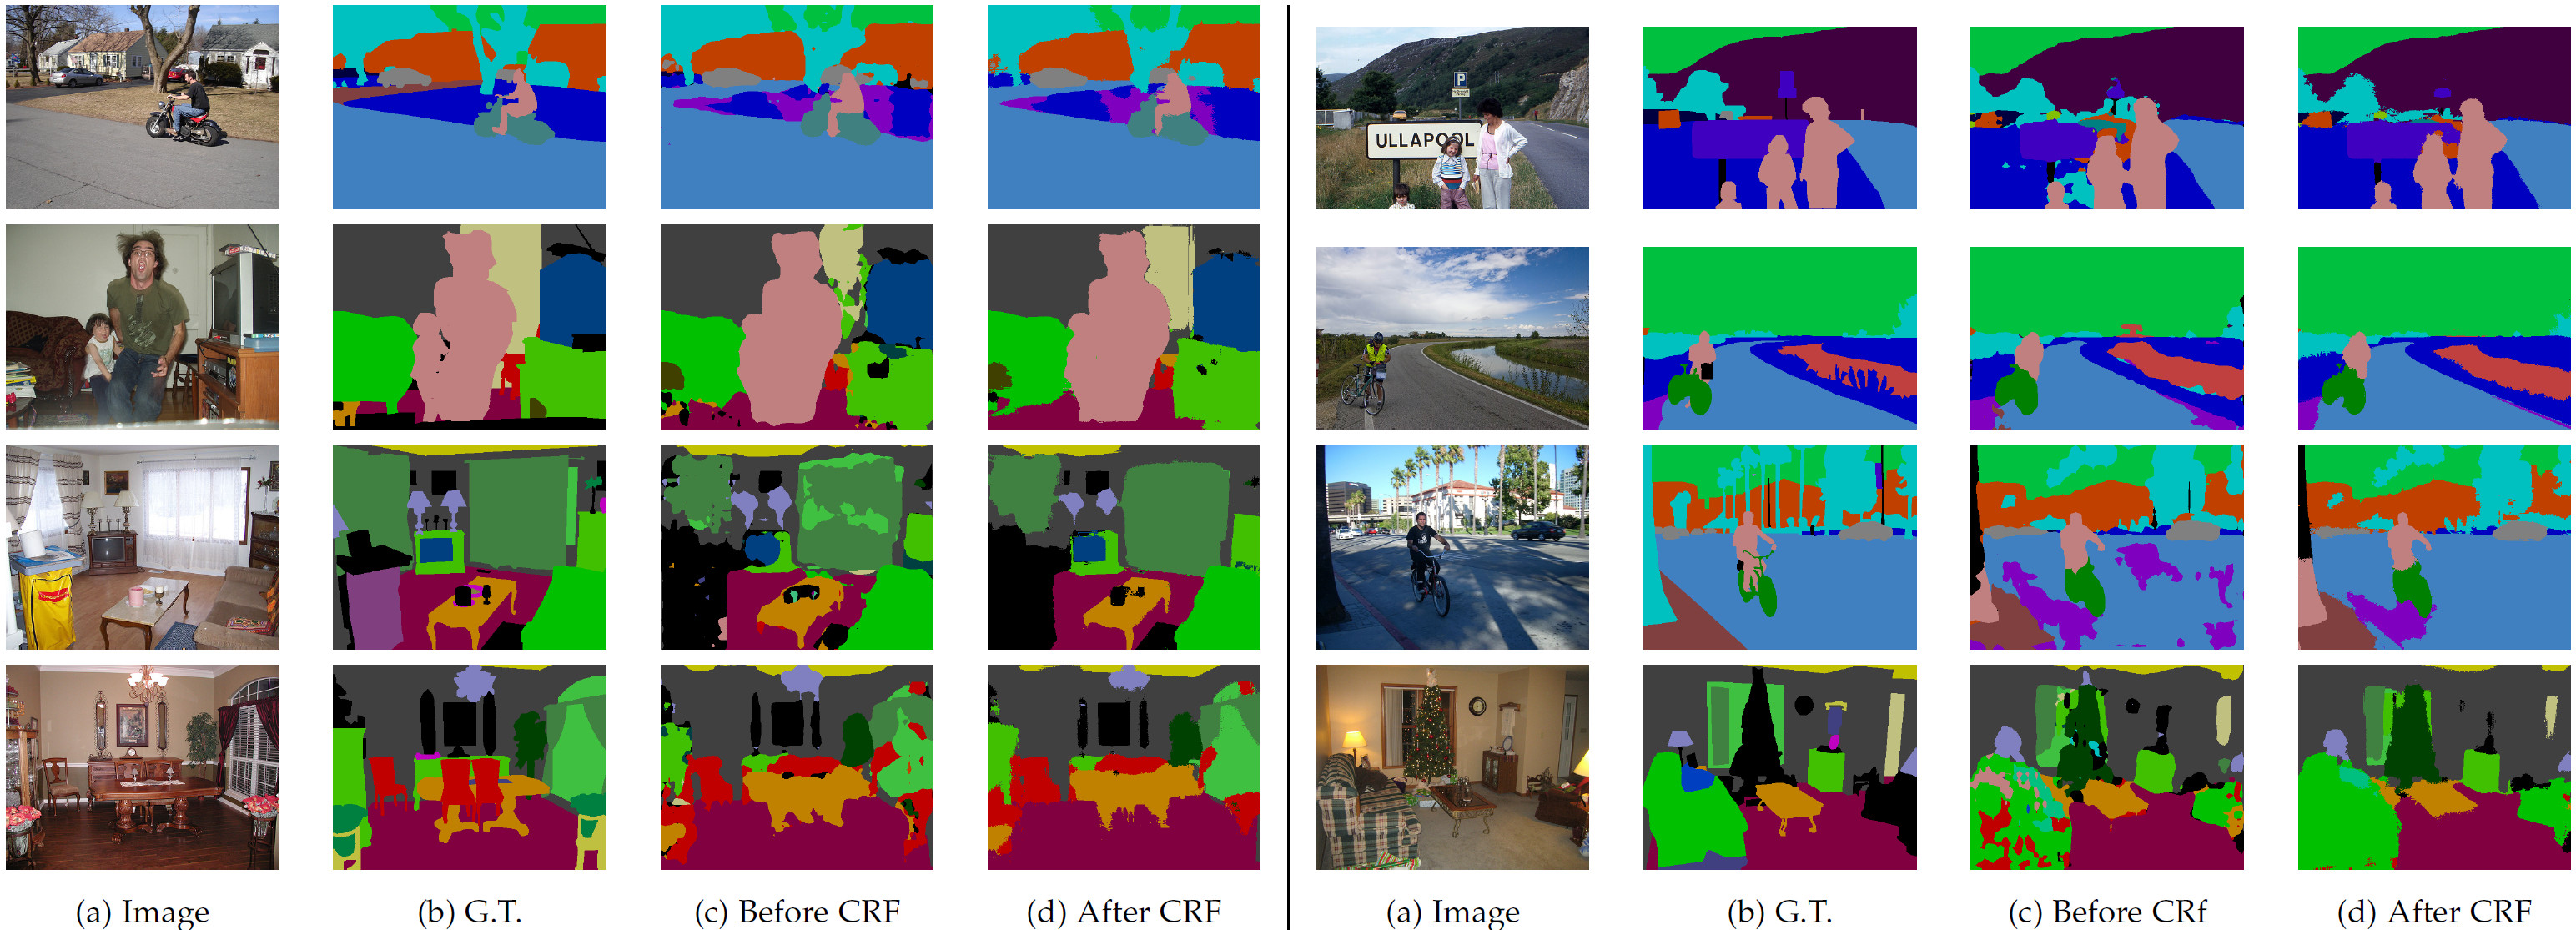 P
ULLAPOOL
(a) Image
(b) G.T.
(c) Before CRF
(d) After CRF
(a) Image
(b) G.T.
(c) Before CRf
(d) After CRF